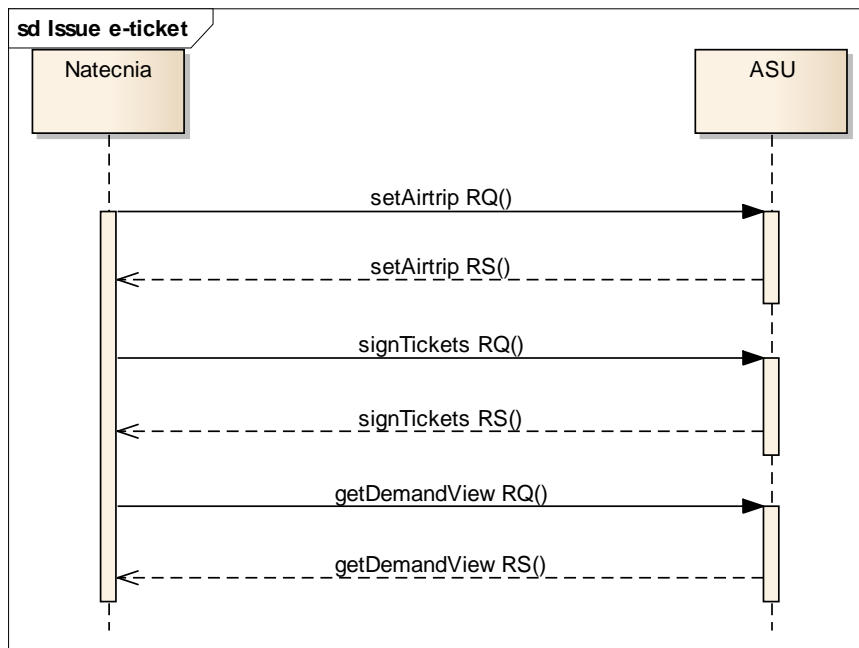 sd Issue e-ticket
Natecnia
ASU
setAirtrip RQ()
setAirtrip RS()
signTickets RQ()
signTickets RS()
getDemandView RQ()
getDemandView RS()